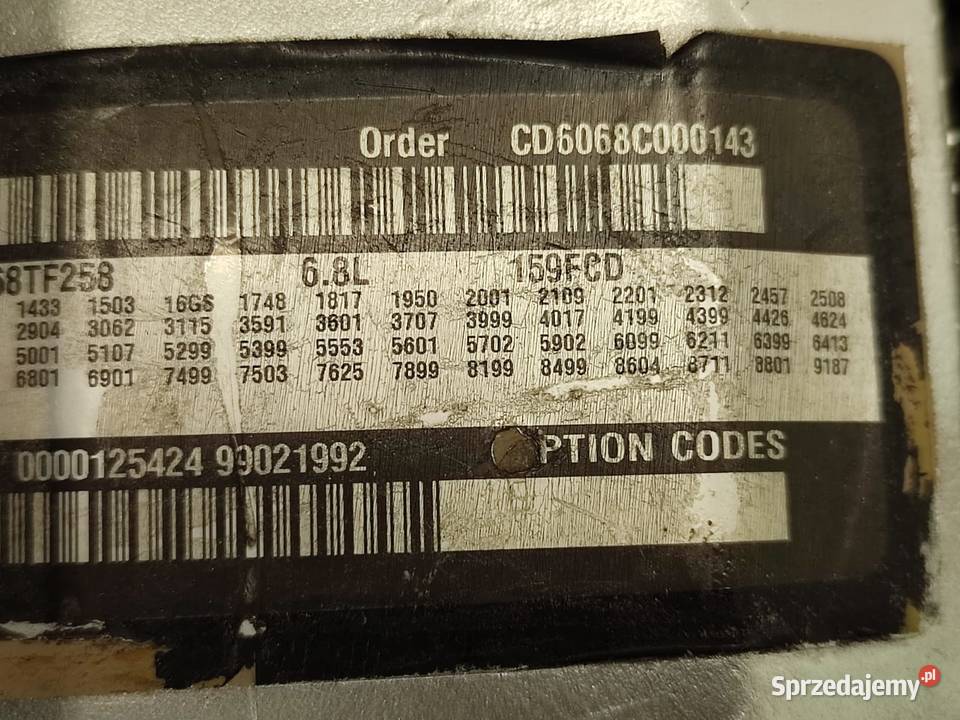 Order CD6068C000143
68TF258 6.8L 159FCD
1433 1503 16GS 1748 1817 1950 2001 2109 2201 2312 2457 2508
2904 3062 3115 3591 3601 3707 3999 4017 4199 4399 4426 4624
5001 5107 5299 5399 5553 5601 5702 5902 6099 6211 6399 6413
6801 6901 7499 7503 7625 7899 8199 8499 8604 8711 8801 9187
0000125424 99021992 PTION CODES
Sprzedajemy.pl